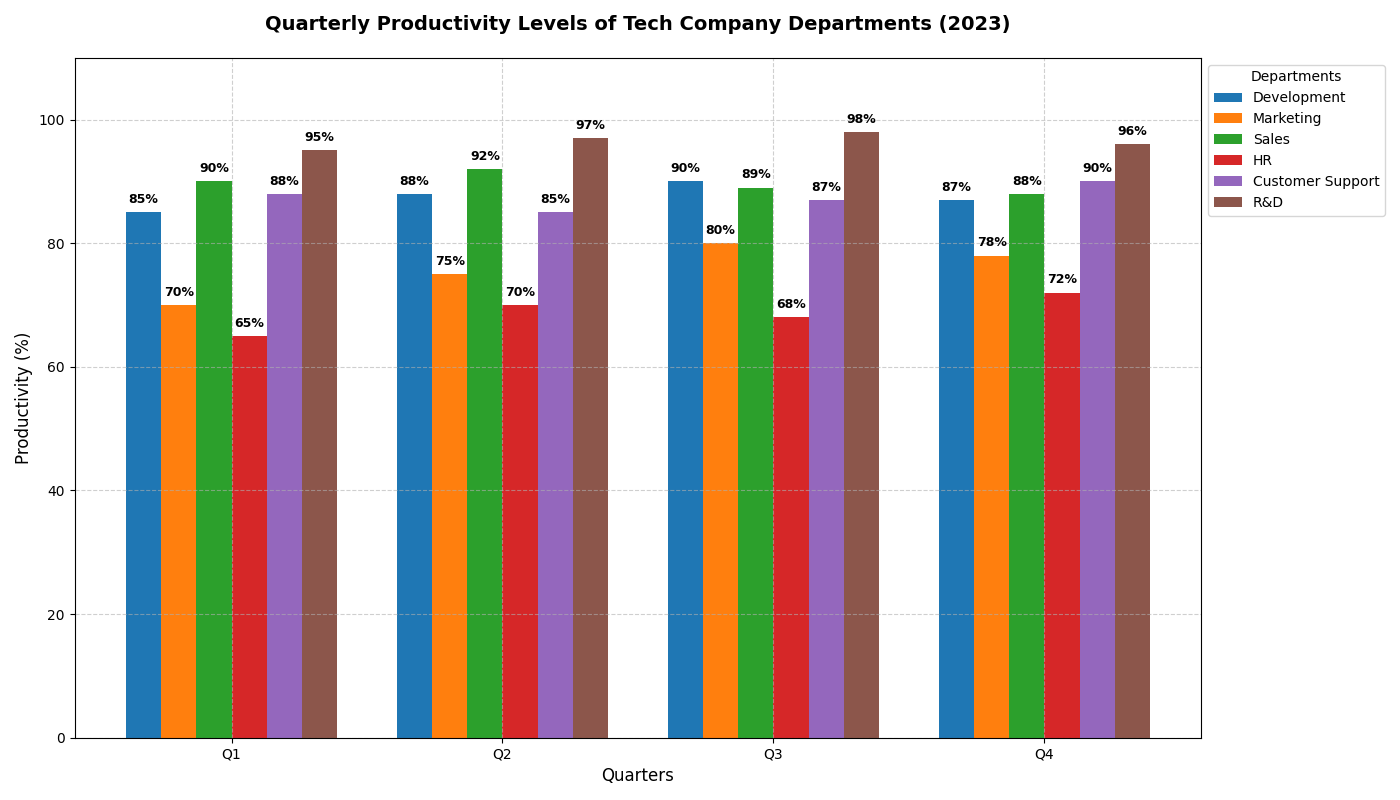 Quarterly Productivity Levels of Tech Company Departments (2023)
Productivity (%)
100
80
60
40
20
0
85%
70%
90%
65%
88%
95%
88%
75%
92%
70%
85%
97%
90%
80%
89%
68%
87%
98%
87%
78%
88%
72%
90%
96%
Q1
Q2
Q3
Q4
Quarters
Departments
Development
Marketing
Sales
HR
Customer Support
R&D